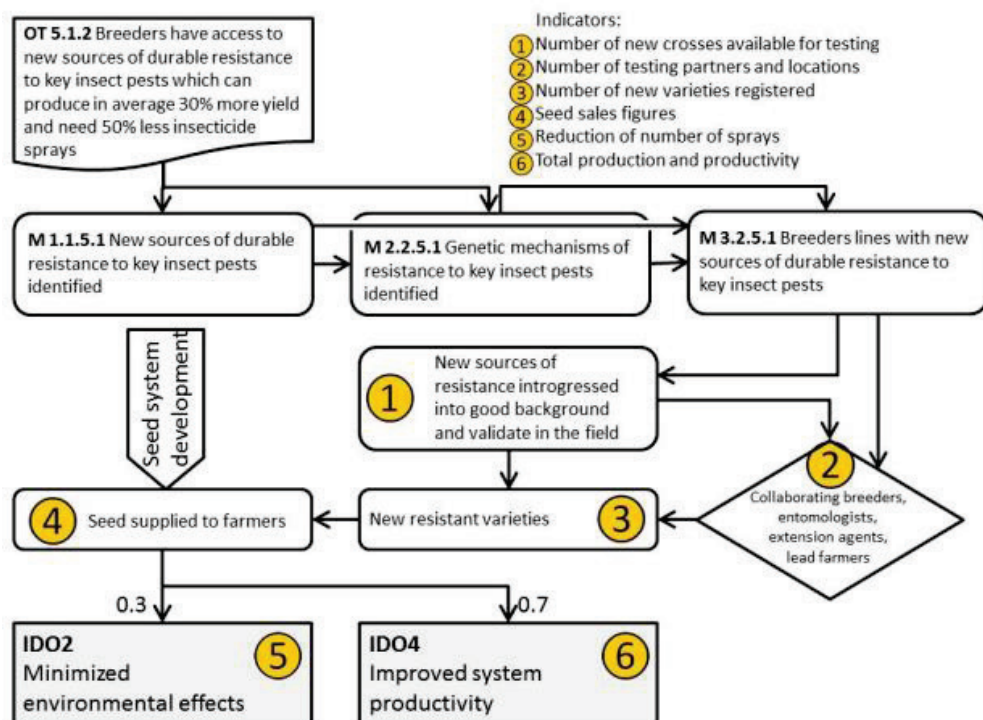 OT 5.1.2 Breeders have access to
new sources of durable resistance
to key insect pests which can
produce in average 30% more yield
and need 50% less insecticide
sprays
Indicators:
1 Number of new crosses available for testing
2 Number of testing partners and locations
3 Number of new varieties registered
4 Seed sales figures
5 Reduction of number of sprays
6 Total production and productivity
M 1.1.5.1 New sources of durable
resistance to key insect pests
identified
M 2.2.5.1 Genetic mechanisms of
resistance to key insect pests
identified
M 3.2.5.1 Breeders lines with new
sources of durable resistance to
key insect pests
Seed system
development
1
New sources of
resistance introgressed
into good background
and validate in the field
2
Collaborating breeders,
entomologists,
extension agents,
lead farmers
4 Seed supplied to farmers
New resistant varieties 3
0.3
0.7
IDO2
Minimized
environmental effects
5
IDO4
Improved system
productivity
6